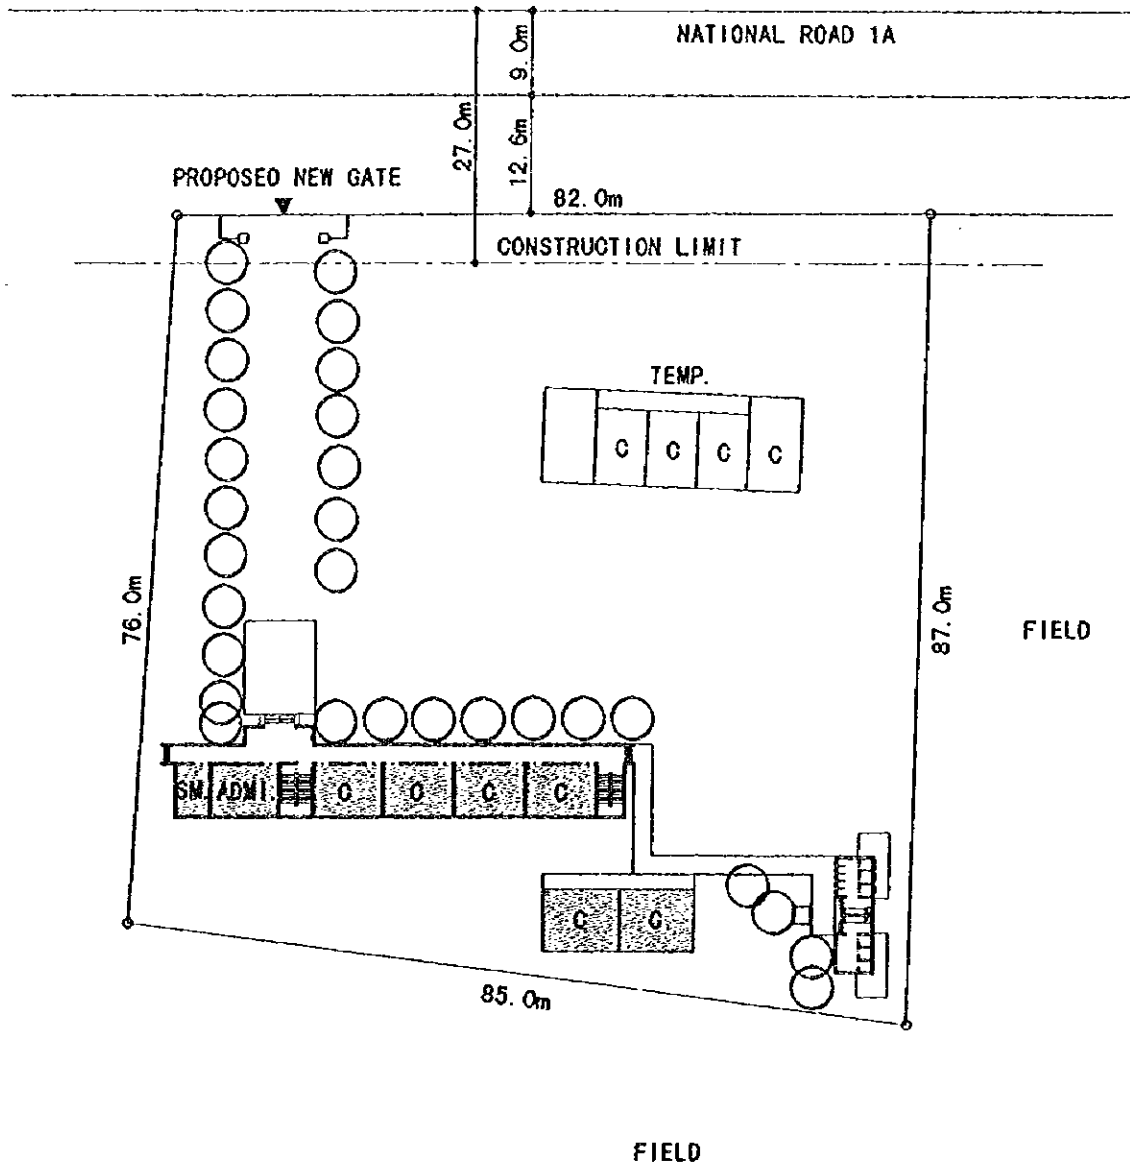 NATIONAL ROAD 1A
9.0m
27.0m
12.6m
PROPOSED NEW GATE
82.0m
CONSTRUCTION LIMIT
TEMP.
C C C C
76.0m
87.0m
FIELD
SM. ADMI. C C C C
C C
85.0m
FIELD